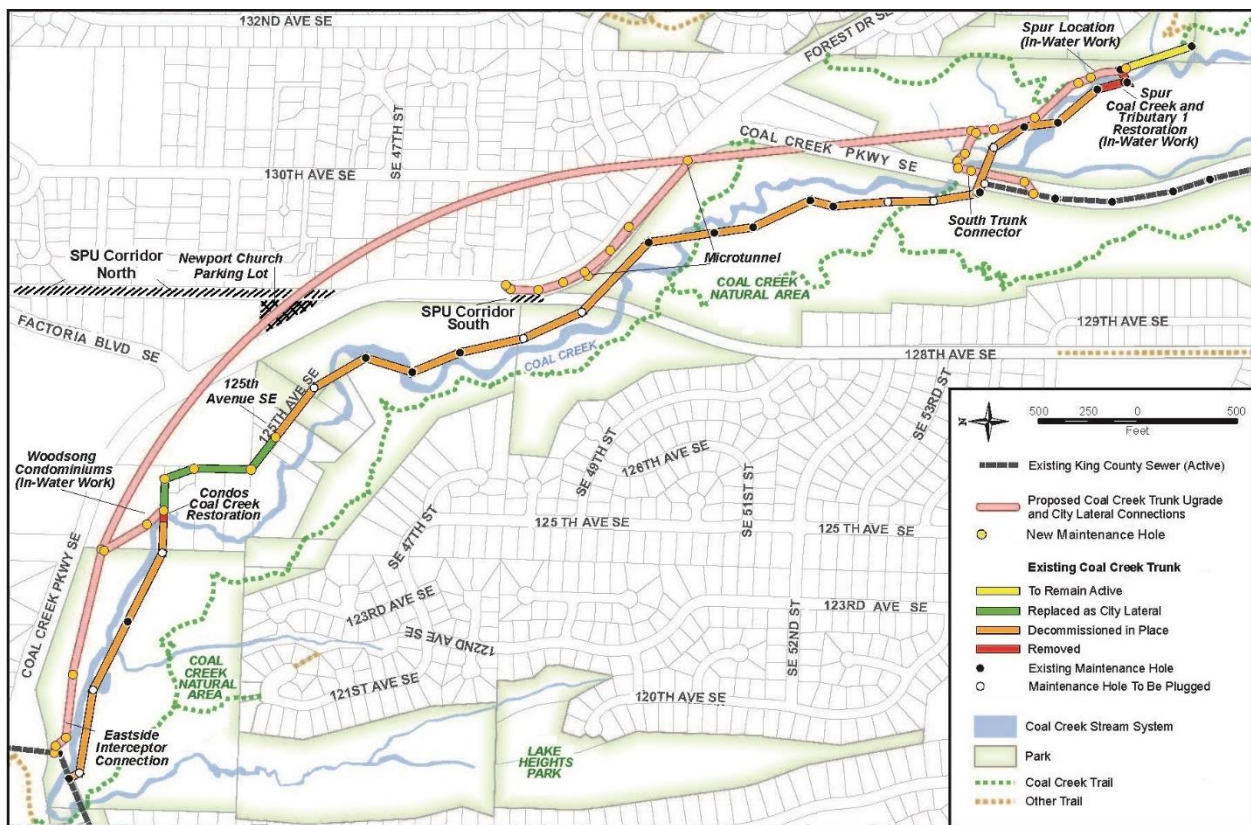 132ND AVE SE
FOREST DR SE
Spur Location
(In-Water Work)
SE 47TH ST
Spur
Coal Creek and
Tributary 1
Restoration
(In-Water Work)
COAL CREEK PKWY SE
130TH AVE SE
South Trunk
Connector
SPU Corridor
North
Newport Church
Parking Lot
Microtunnel
COAL CREEK
NATURAL AREA
SPU Corridor
South
FACTORIA BLVD SE
129TH AVE SE
128TH AVE SE
COAL CREEK
125th
Avenue SE
125TH AVE SE
SE 53RD ST
SE 49TH ST
126TH AVE SE
SE 51ST ST
Woodsong
Condominiums
(In-Water Work)
Condos
Coal Creek
Restoration
SE 47TH ST
125 TH AVE SE
125 TH AVE SE
COAL CREEK PKWY SE
123RD AVE SE
122ND AVE SE
SE 52ND ST
123RD AVE SE
COAL
CREEK
NATURAL
AREA
121ST AVE SE
120TH AVE SE
Eastside
Interceptor
Connection
LAKE
HEIGHTS
PARK
N
500 250 0 500
Feet
Existing King County Sewer (Active)
Proposed Coal Creek Trunk Ugrade
and City Lateral Connections
New Maintenance Hole
Existing Coal Creek Trunk
To Remain Active
Replaced as City Lateral
Decommissioned in Place
Removed
Existing Maintenance Hole
Maintenance Hole To Be Plugged
Coal Creek Stream System
Park
Coal Creek Trail
Other Trail